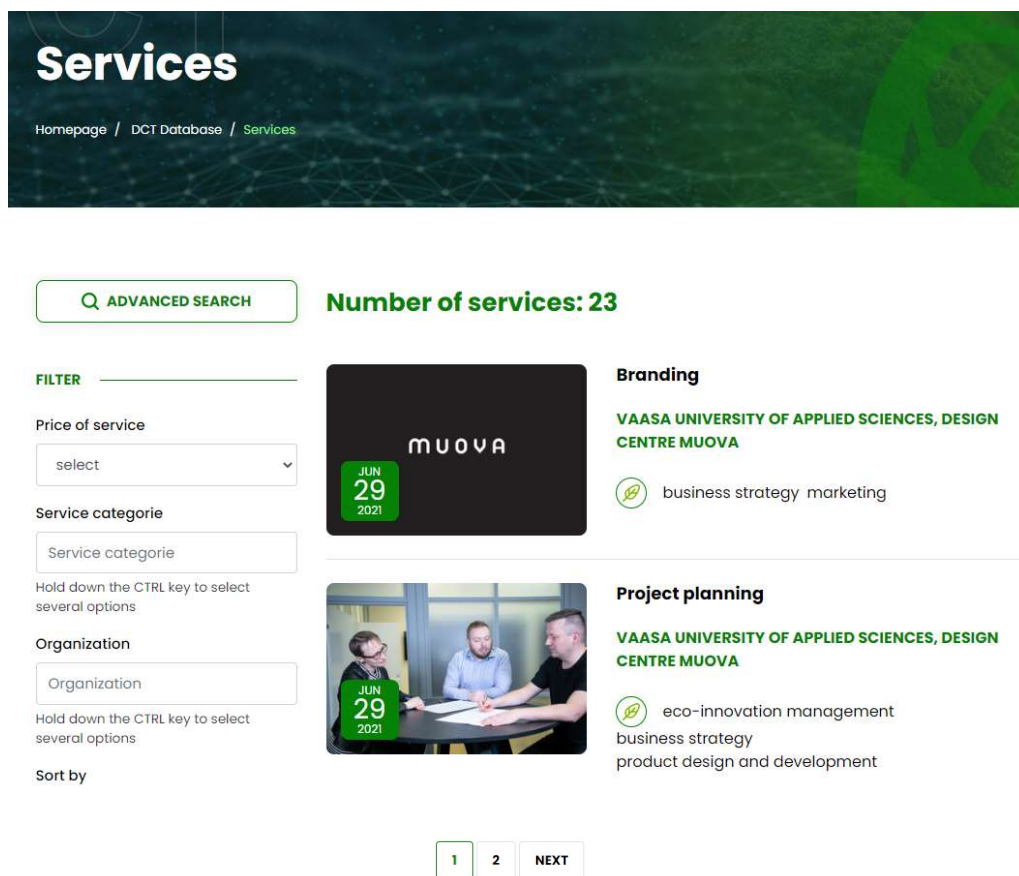 Services
Homepage / DCT Database / Services
ADVANCED SEARCH
Number of services: 23
FILTER
Price of service
select
Service categorie
Service categorie
Hold down the CTRL key to select
several options
Organization
Organization
Hold down the CTRL key to select
several options
Sort by
MUOVA
JUN
29
2021
Branding
VAASA UNIVERSITY OF APPLIED SCIENCES, DESIGN
CENTRE MUOVA
business strategy marketing
JUN
29
2021
Project planning
VAASA UNIVERSITY OF APPLIED SCIENCES, DESIGN
CENTRE MUOVA
eco-innovation management
business strategy
product design and development
1 2 NEXT